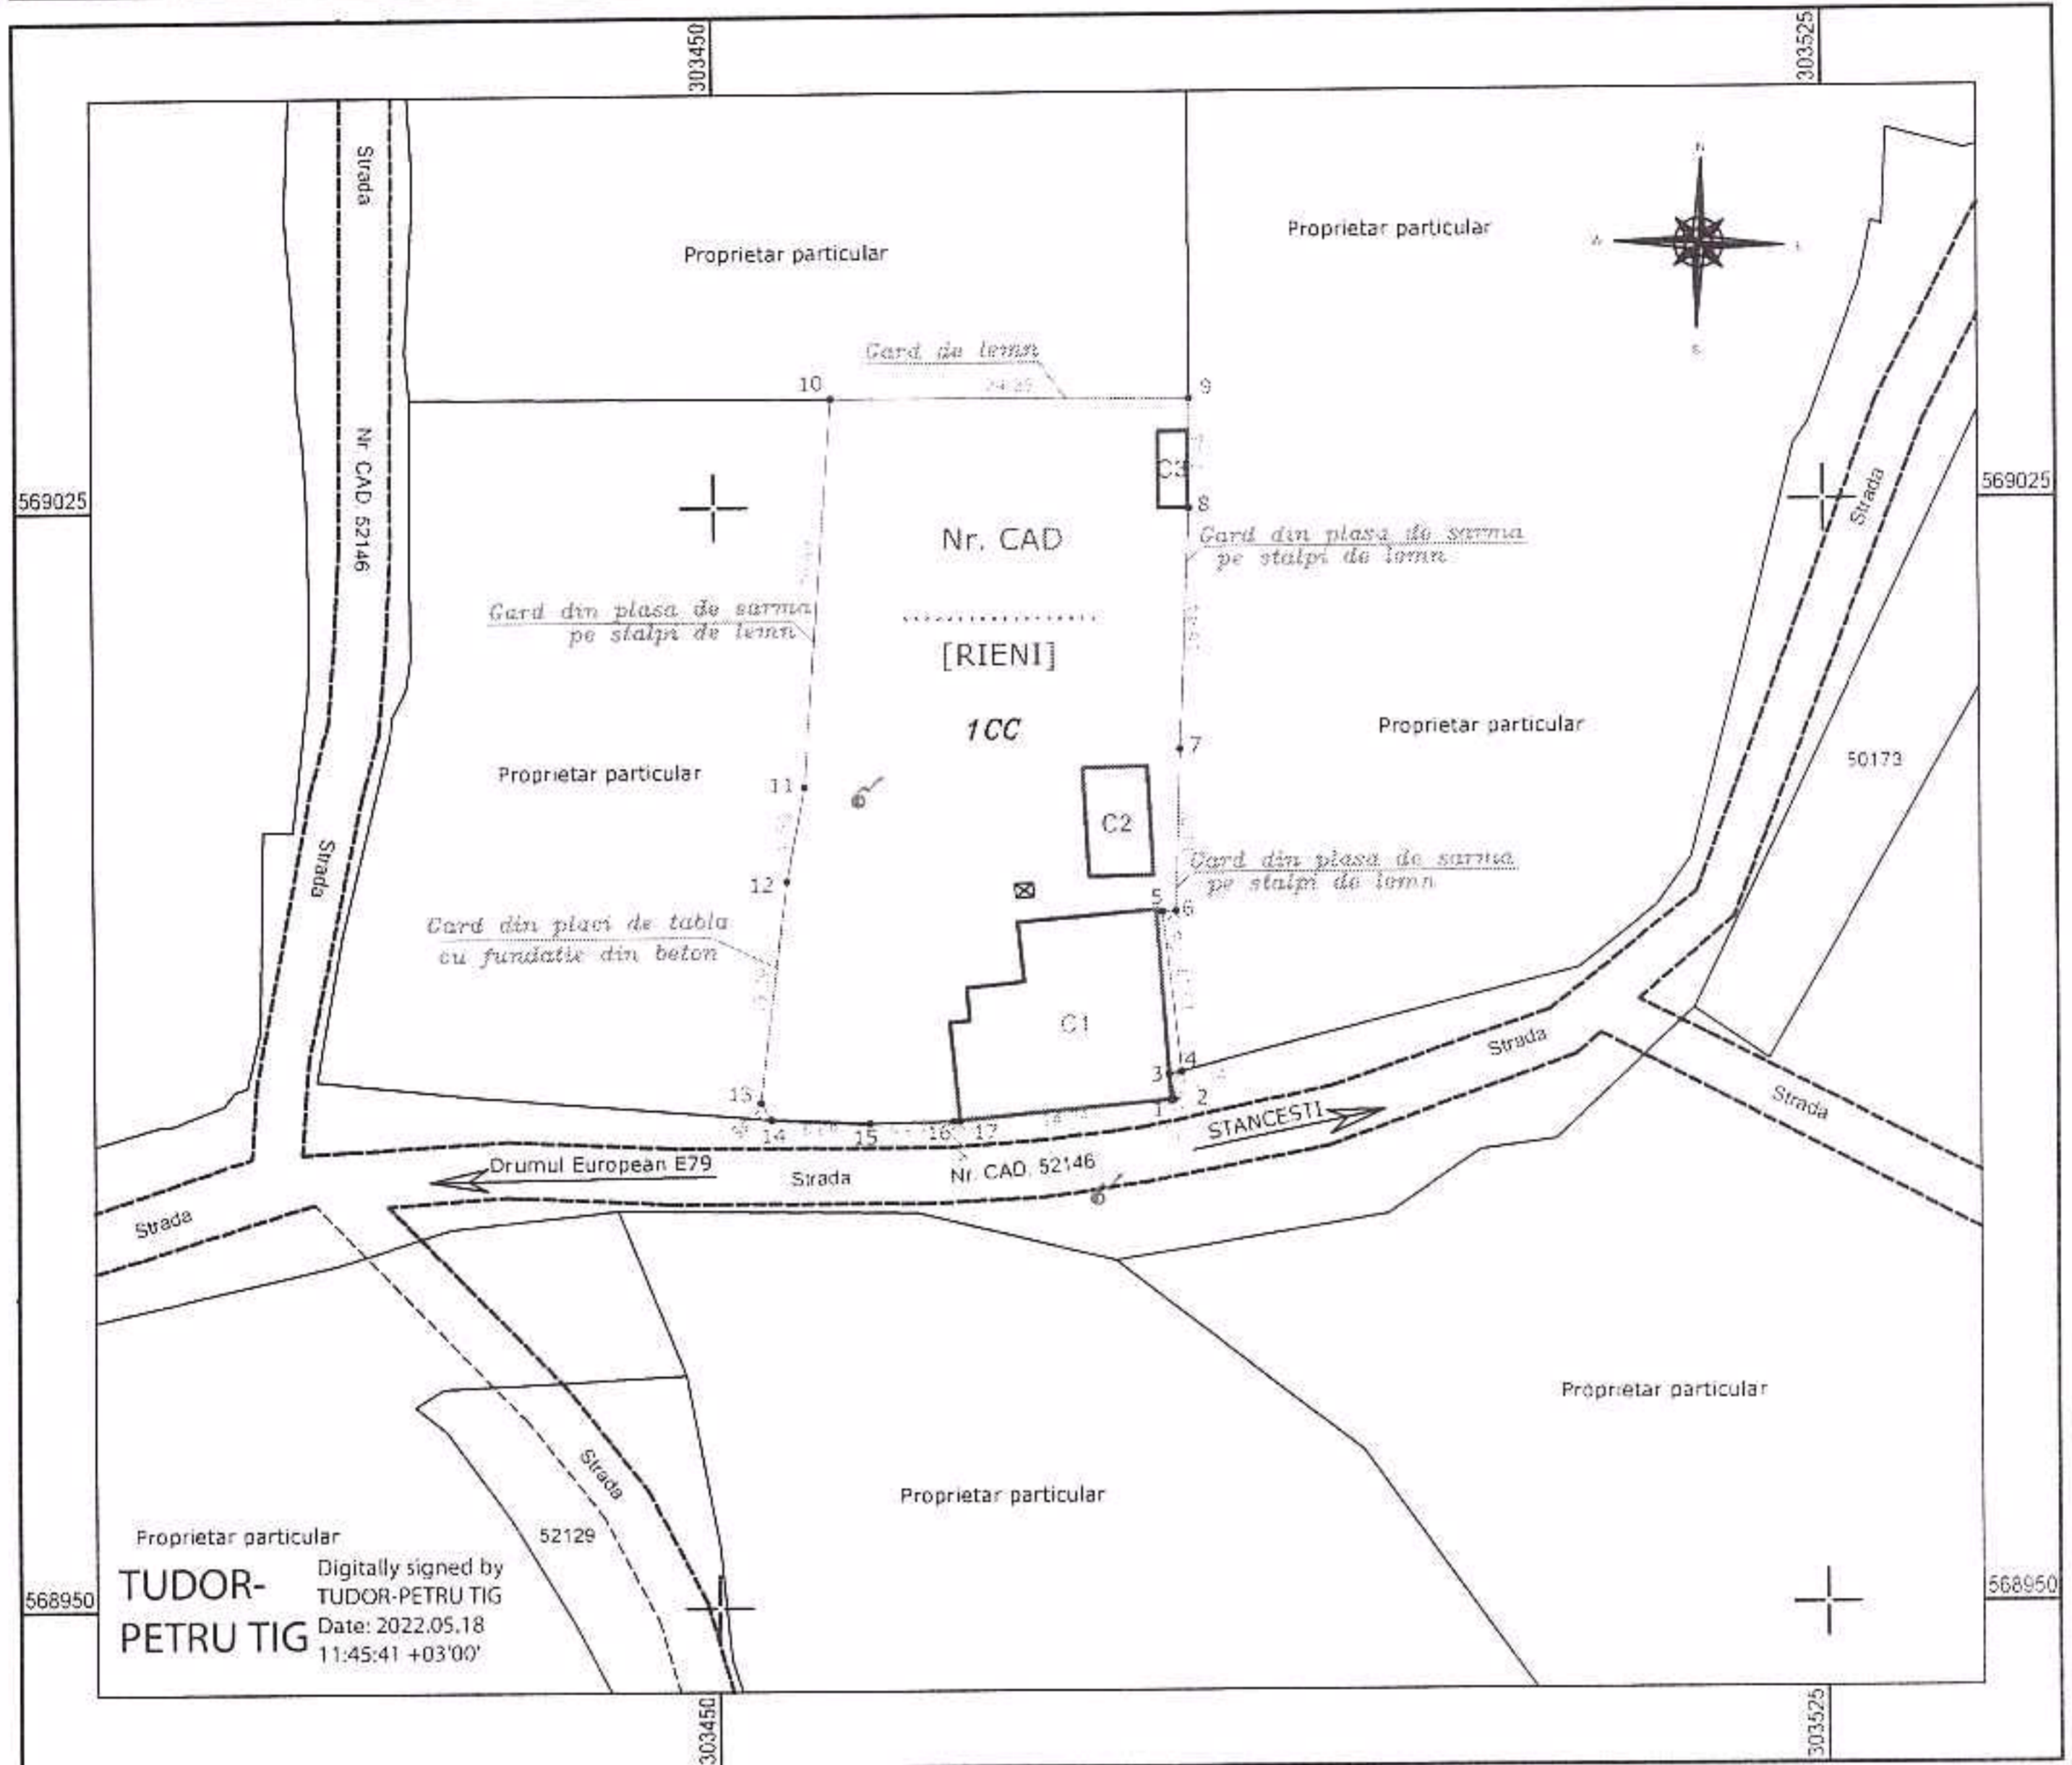 303450
303525
Strada
N
Proprietar particular
Proprietar particular
Gard de lemn
10
9
S
Nr. CAD. 52146
C3
569025
569025
8
Strada
Nr. CAD
Gard din plasa de sarma
pe stalpi de lemn
Gard din plasa de sarma
pe stalpi de lemn
[RIENI]
1CC
Proprietar particular
7
50173
Proprietar particular
11
C2
Strada
Gard din plasa de sarma
pe stalpi de lemn
12
5
6
Gard din placi de tabla
cu fundatie din beton
C1
Strada
3
4
13
1
2
Strada
14
15
16
17
STANCESTI
Drumul European E79
Strada
Nr. CAD. 52146
Strada
Proprietar particular
Strada
Proprietar particular
52129
Proprietar particular
TUDOR-
PETRU TIG
Digitally signed by
TUDOR-PETRU TIG
Date: 2022.05.18
11:45:41 +03'00'
568950
568950
303450
303525